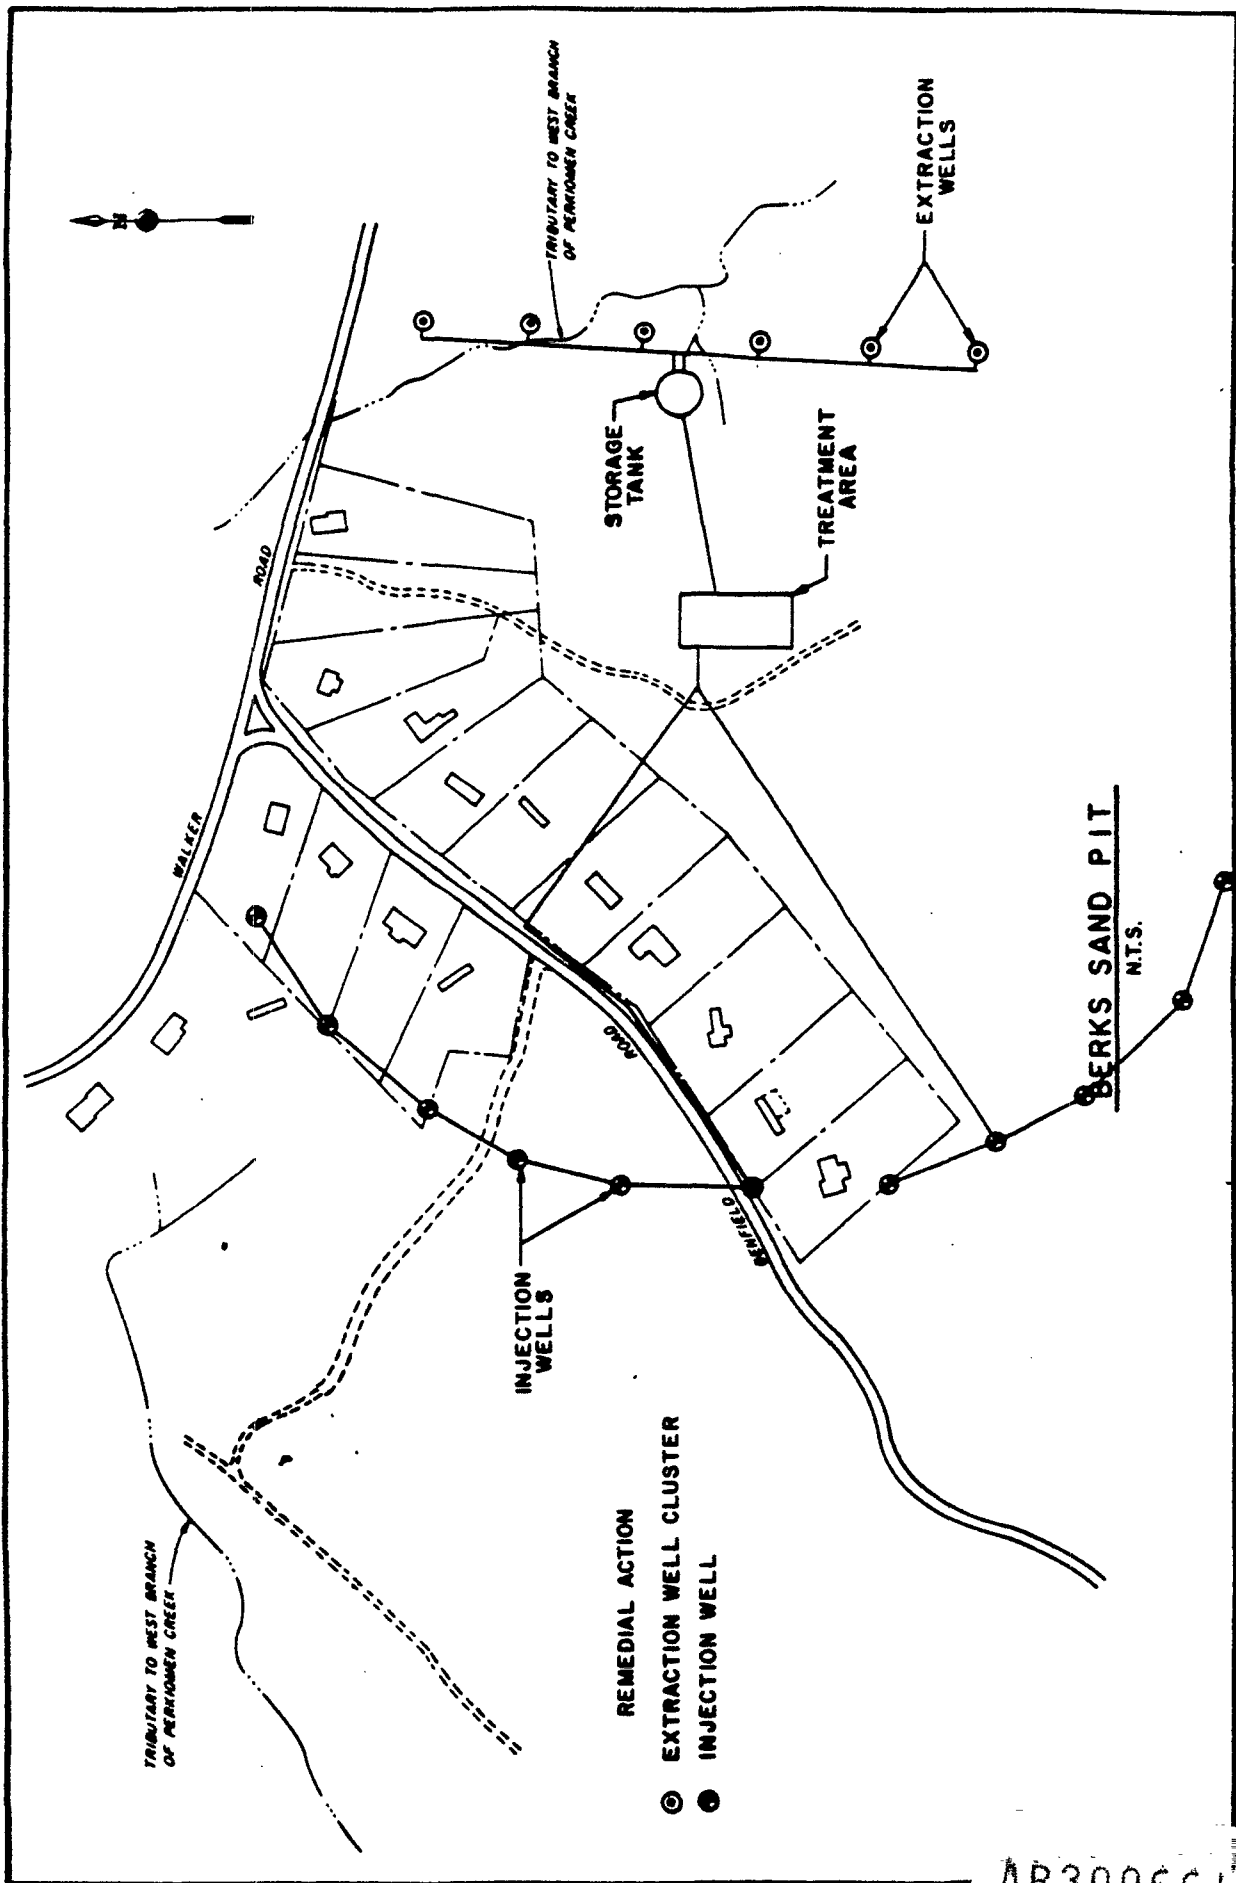 TRIBUTARY TO WEST BRANCH
OF PERKIOMEN CREEK
N
WALKER
ROAD
TRIBUTARY TO WEST BRANCH
OF PERKIOMEN CREEK
EXTRACTION
WELLS
STORAGE
TANK
TREATMENT
AREA
INJECTION
WELLS
BENFIELD
ROAD
REMEDIAL ACTION
EXTRACTION WELL CLUSTER
INJECTION WELL
BERKS SAND PIT
N.T.S.